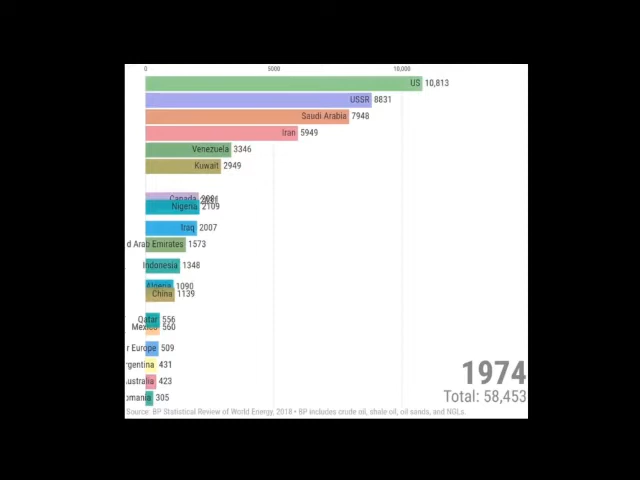 0 5000 10,000
US 10,813
USSR 8831
Saudi Arabia 7948
Iran 5949
Venezuela 3346
Kuwait 2949
Canada
Nigeria 2109
Iraq 2007
d Arab Emirates 1573
Indonesia 1348
Algeria 1090
China 1139
Qatar 556
Mexico 560
r Europe 509
rgentina 431
ustralia 423
omania 305
1974
Total: 58,453
Source: BP Statistical Review of World Energy, 2018 • BP includes crude oil, shale oil, oil sands, and NGLs.